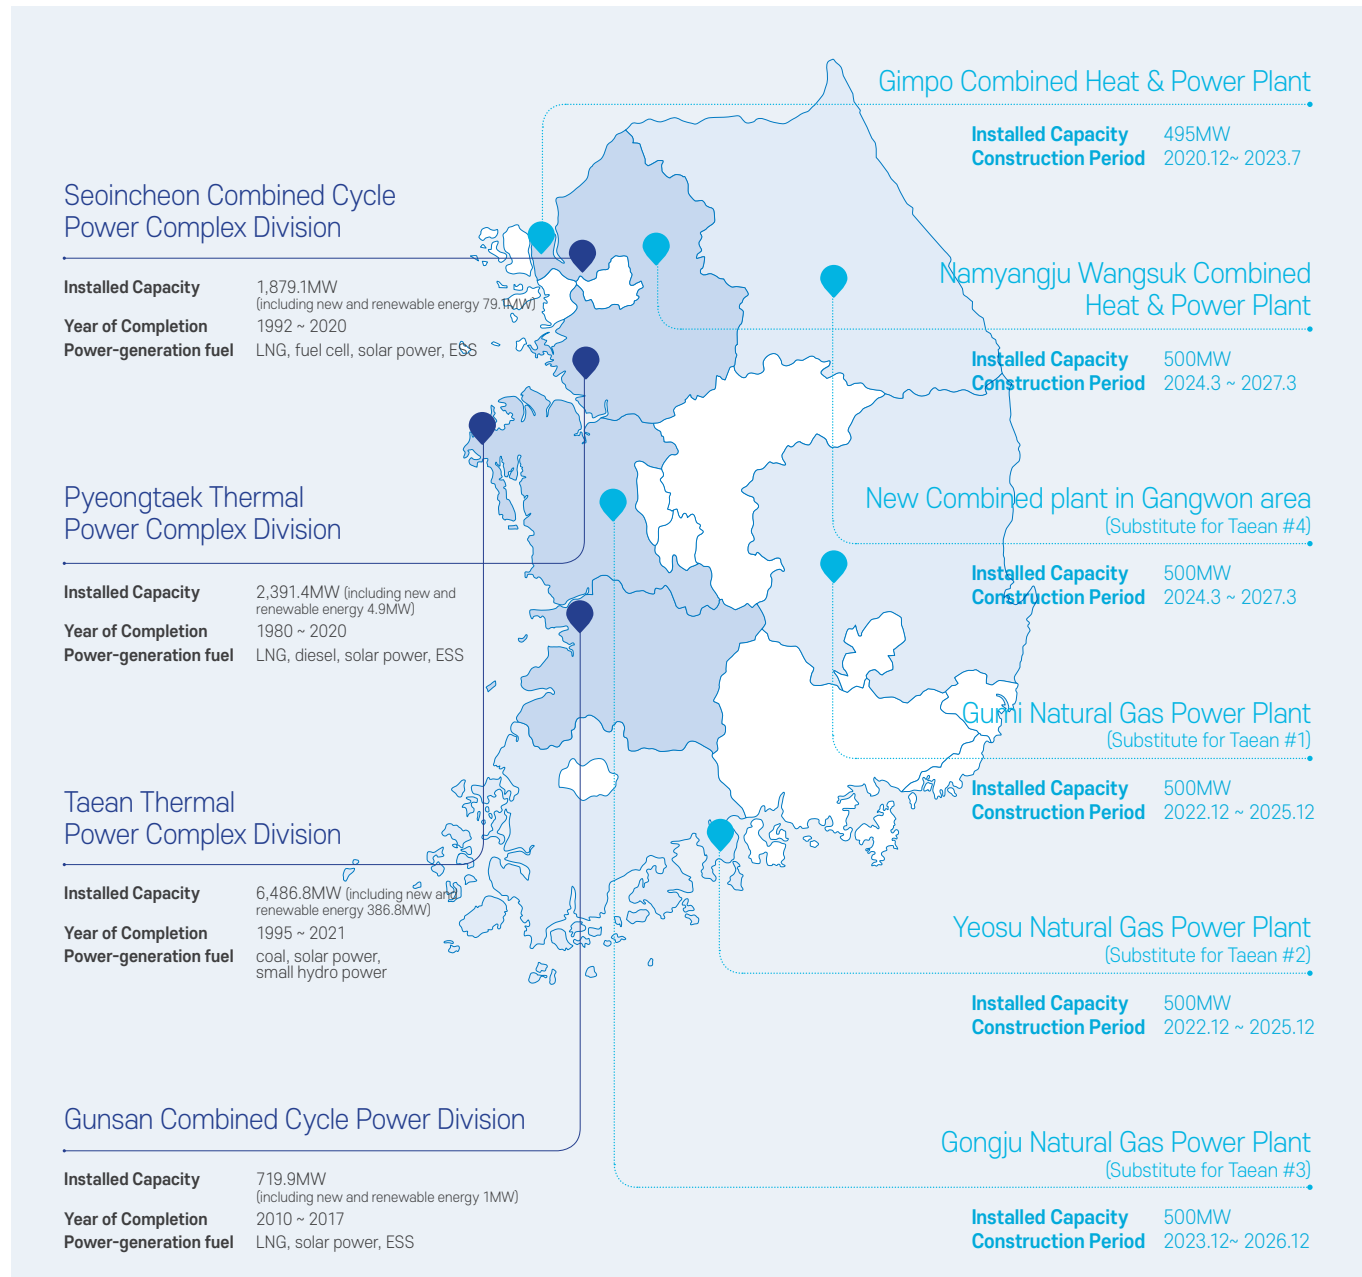 Seoincheon Combined Cycle
Power Complex Division
Installed Capacity 1,879.1MW
(including new and renewable energy 79.1MW)
Year of Completion 1992 ~ 2020
Power-generation fuel LNG, fuel cell, solar power, ESS
Pyeongtaek Thermal
Power Complex Division
Installed Capacity 2,391.4MW (including new and
renewable energy 4.9MW)
Year of Completion 1980 ~ 2020
Power-generation fuel LNG, diesel, solar power, ESS
Taean Thermal
Power Complex Division
Installed Capacity 6,486.8MW (including new and
renewable energy 386.8MW)
Year of Completion 1995 ~ 2021
Power-generation fuel coal, solar power,
small hydro power
Gunsan Combined Cycle Power Division
Installed Capacity 719.9MW
(including new and renewable energy 1MW)
Year of Completion 2010 ~ 2017
Power-generation fuel LNG, solar power, ESS
Gimpo Combined Heat & Power Plant
Installed Capacity 495MW
Construction Period 2020.12~ 2023.7
Namyangju Wangsuk Combined
Heat & Power Plant
Installed Capacity 500MW
Construction Period 2024.3 ~ 2027.3
New Combined plant in Gangwon area
(Substitute for Taean #4)
Installed Capacity 500MW
Construction Period 2024.3 ~ 2027.3
Gumi Natural Gas Power Plant
(Substitute for Taean #1)
Installed Capacity 500MW
Construction Period 2022.12 ~ 2025.12
Yeosu Natural Gas Power Plant
(Substitute for Taean #2)
Installed Capacity 500MW
Construction Period 2022.12 ~ 2025.12
Gongju Natural Gas Power Plant
(Substitute for Taean #3)
Installed Capacity 500MW
Construction Period 2023.12~ 2026.12